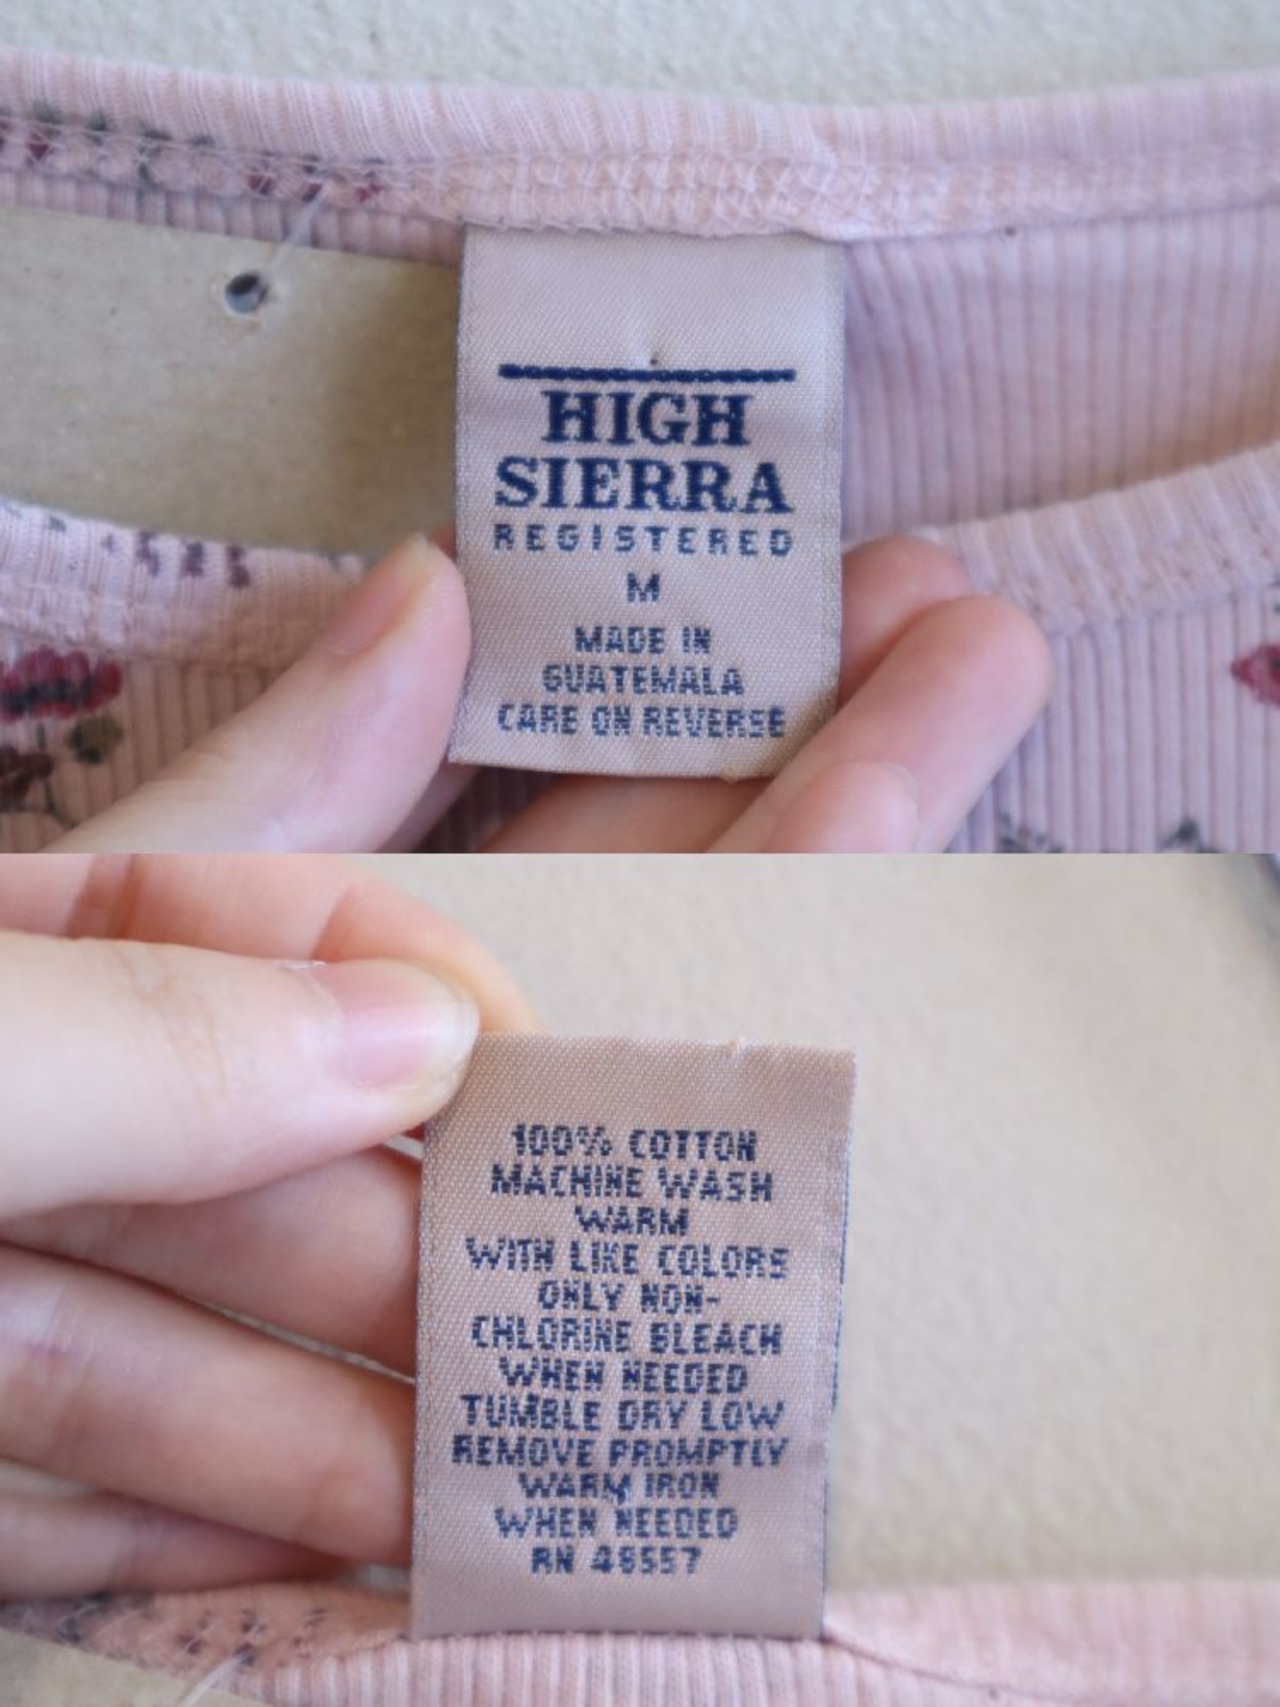 HIGH
SIERRA
REGISTERED
M
MADE IN
GUATEMALA
CARE ON REVERSE
100% COTTON
MACHINE WASH
WARM
WITH LIKE COLORS
ONLY NON-
CHLORINE BLEACH
WHEN NEEDED
TUMBLE DRY LOW
REMOVE PROMPTLY
WARM IRON
WHEN NEEDED
RN